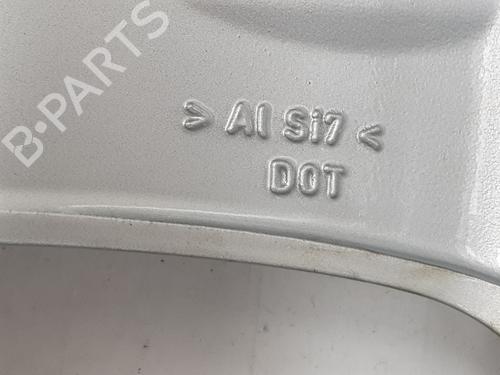 B-PARTS
> Al Si7 <
DOT